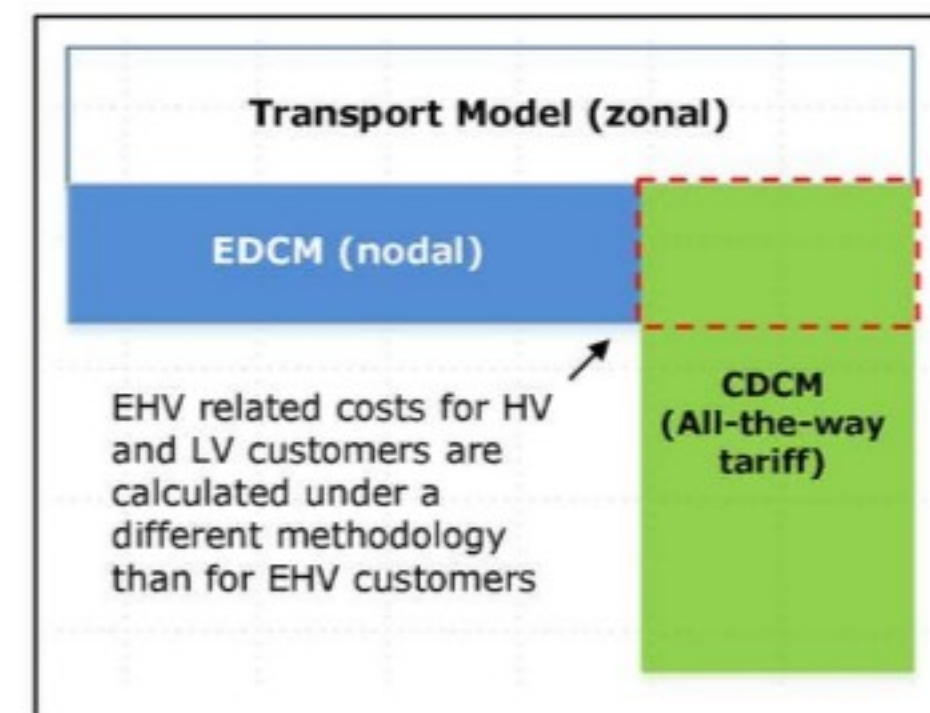 Transport Model (zonal)
EDCM (nodal)
EHV related costs for HV
and LV customers are
calculated under a
different methodology
than for EHV customers
CDCM
(All-the-way
tariff)